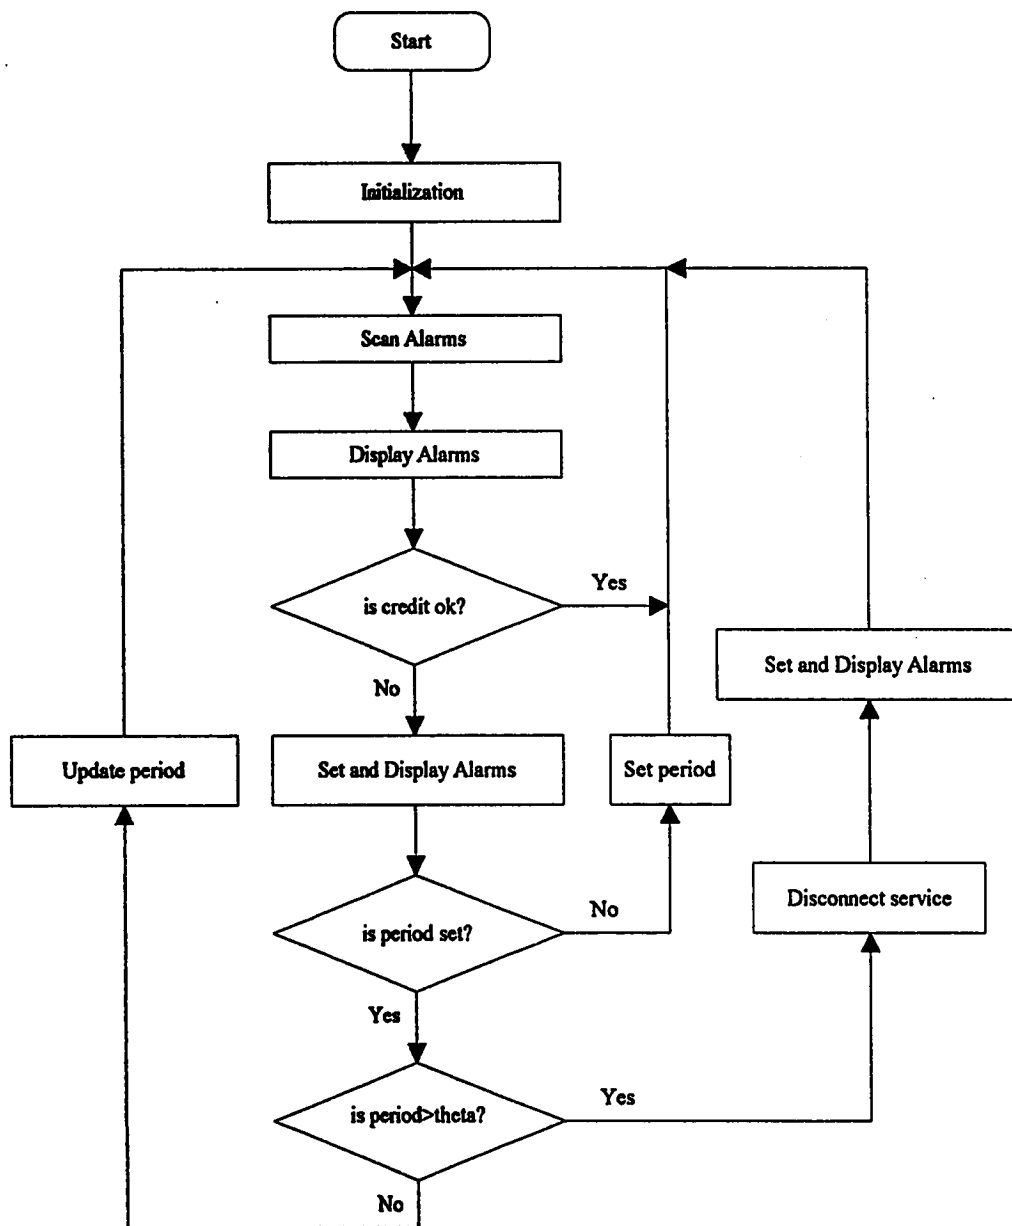 Start
Initialization
Scan Alarms
Display Alarms
is credit ok?
Yes
No
Set and Display Alarms
Update period
Set and Display Alarms
Set period
is period set?
No
Disconnect service
Yes
is period>theta?
Yes
No